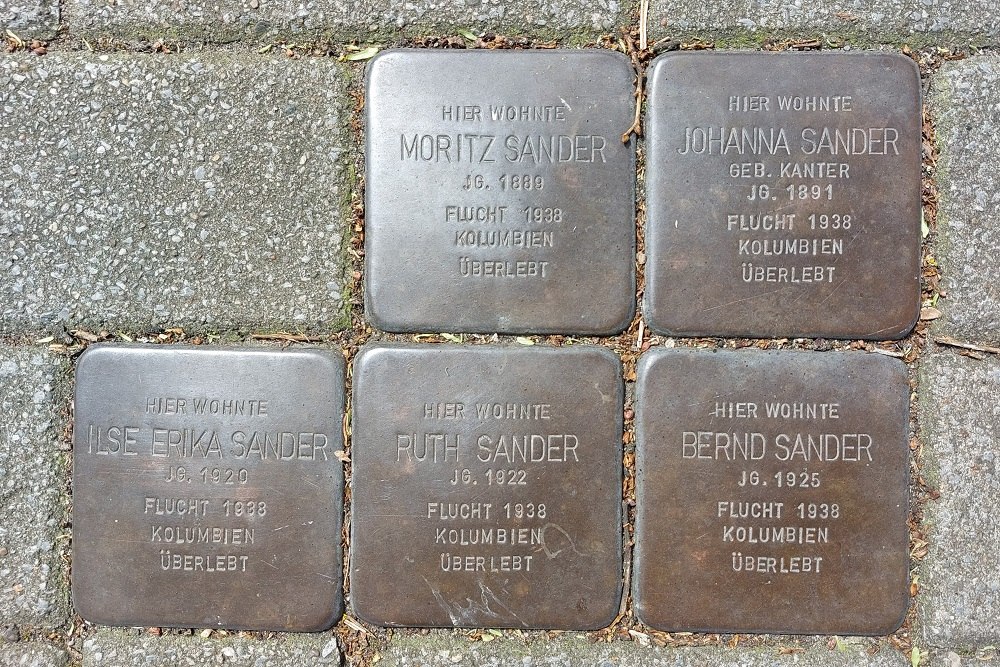 HIER WOHNTE
MORITZ SANDER
JG. 1889
FLUCHT 1938
KOLUMBIEN
ÜBERLEBT
HIER WOHNTE
JOHANNA SANDER
GEB. KANTER
JG. 1891
FLUCHT 1938
KOLUMBIEN
ÜBERLEBT
HIER WOHNTE
ILSE ERIKA SANDER
JG. 1920
FLUCHT 1938
KOLUMBIEN
ÜBERLEBT
HIER WOHNTE
RUTH SANDER
JG. 1922
FLUCHT 1938
KOLUMBIEN
ÜBERLEBT
HIER WOHNTE
BERND SANDER
JG. 1925
FLUCHT 1938
KOLUMBIEN
ÜBERLEBT